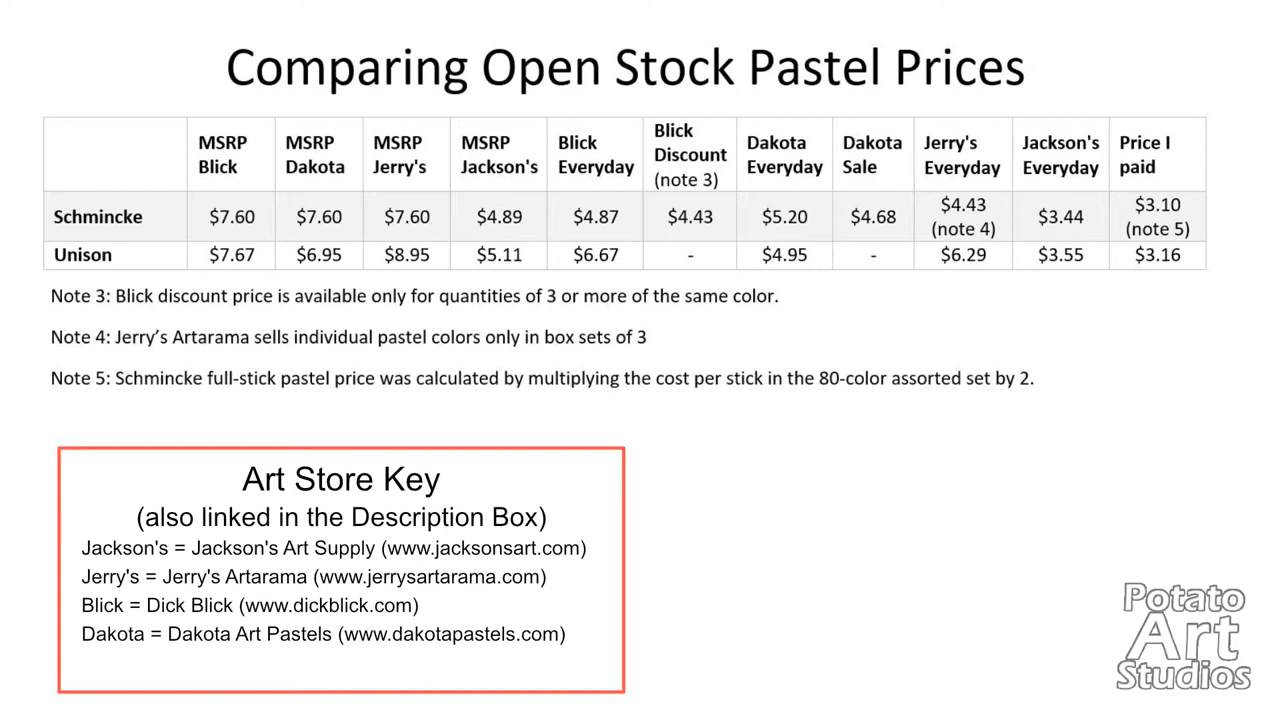 Comparing Open Stock Pastel Prices
MSRP Blick MSRP Dakota MSRP Jerry's MSRP Jackson's Blick Everyday Blick Discount (note 3) Dakota Everyday Dakota Sale Jerry's Everyday Jackson's Everyday Price I paid
Schmincke $7.60 $7.60 $7.60 $4.89 $4.87 $4.43 $5.20 $4.68 $4.43 (note 4) $3.44 $3.10 (note 5)
Unison $7.67 $6.95 $8.95 $5.11 $6.67 - $4.95 - $6.29 $3.55 $3.16
Note 3: Blick discount price is available only for quantities of 3 or more of the same color.
Note 4: Jerry’s Artarama sells individual pastel colors only in box sets of 3
Note 5: Schmincke full-stick pastel price was calculated by multiplying the cost per stick in the 80-color assorted set by 2.
Art Store Key
(also linked in the Description Box)
Jackson's = Jackson's Art Supply (www.jacksonsart.com)
Jerry's = Jerry's Artarama (www.jerrysartarama.com)
Blick = Dick Blick (www.dickblick.com)
Dakota = Dakota Art Pastels (www.dakotapastels.com)
Potato
Art
Studios